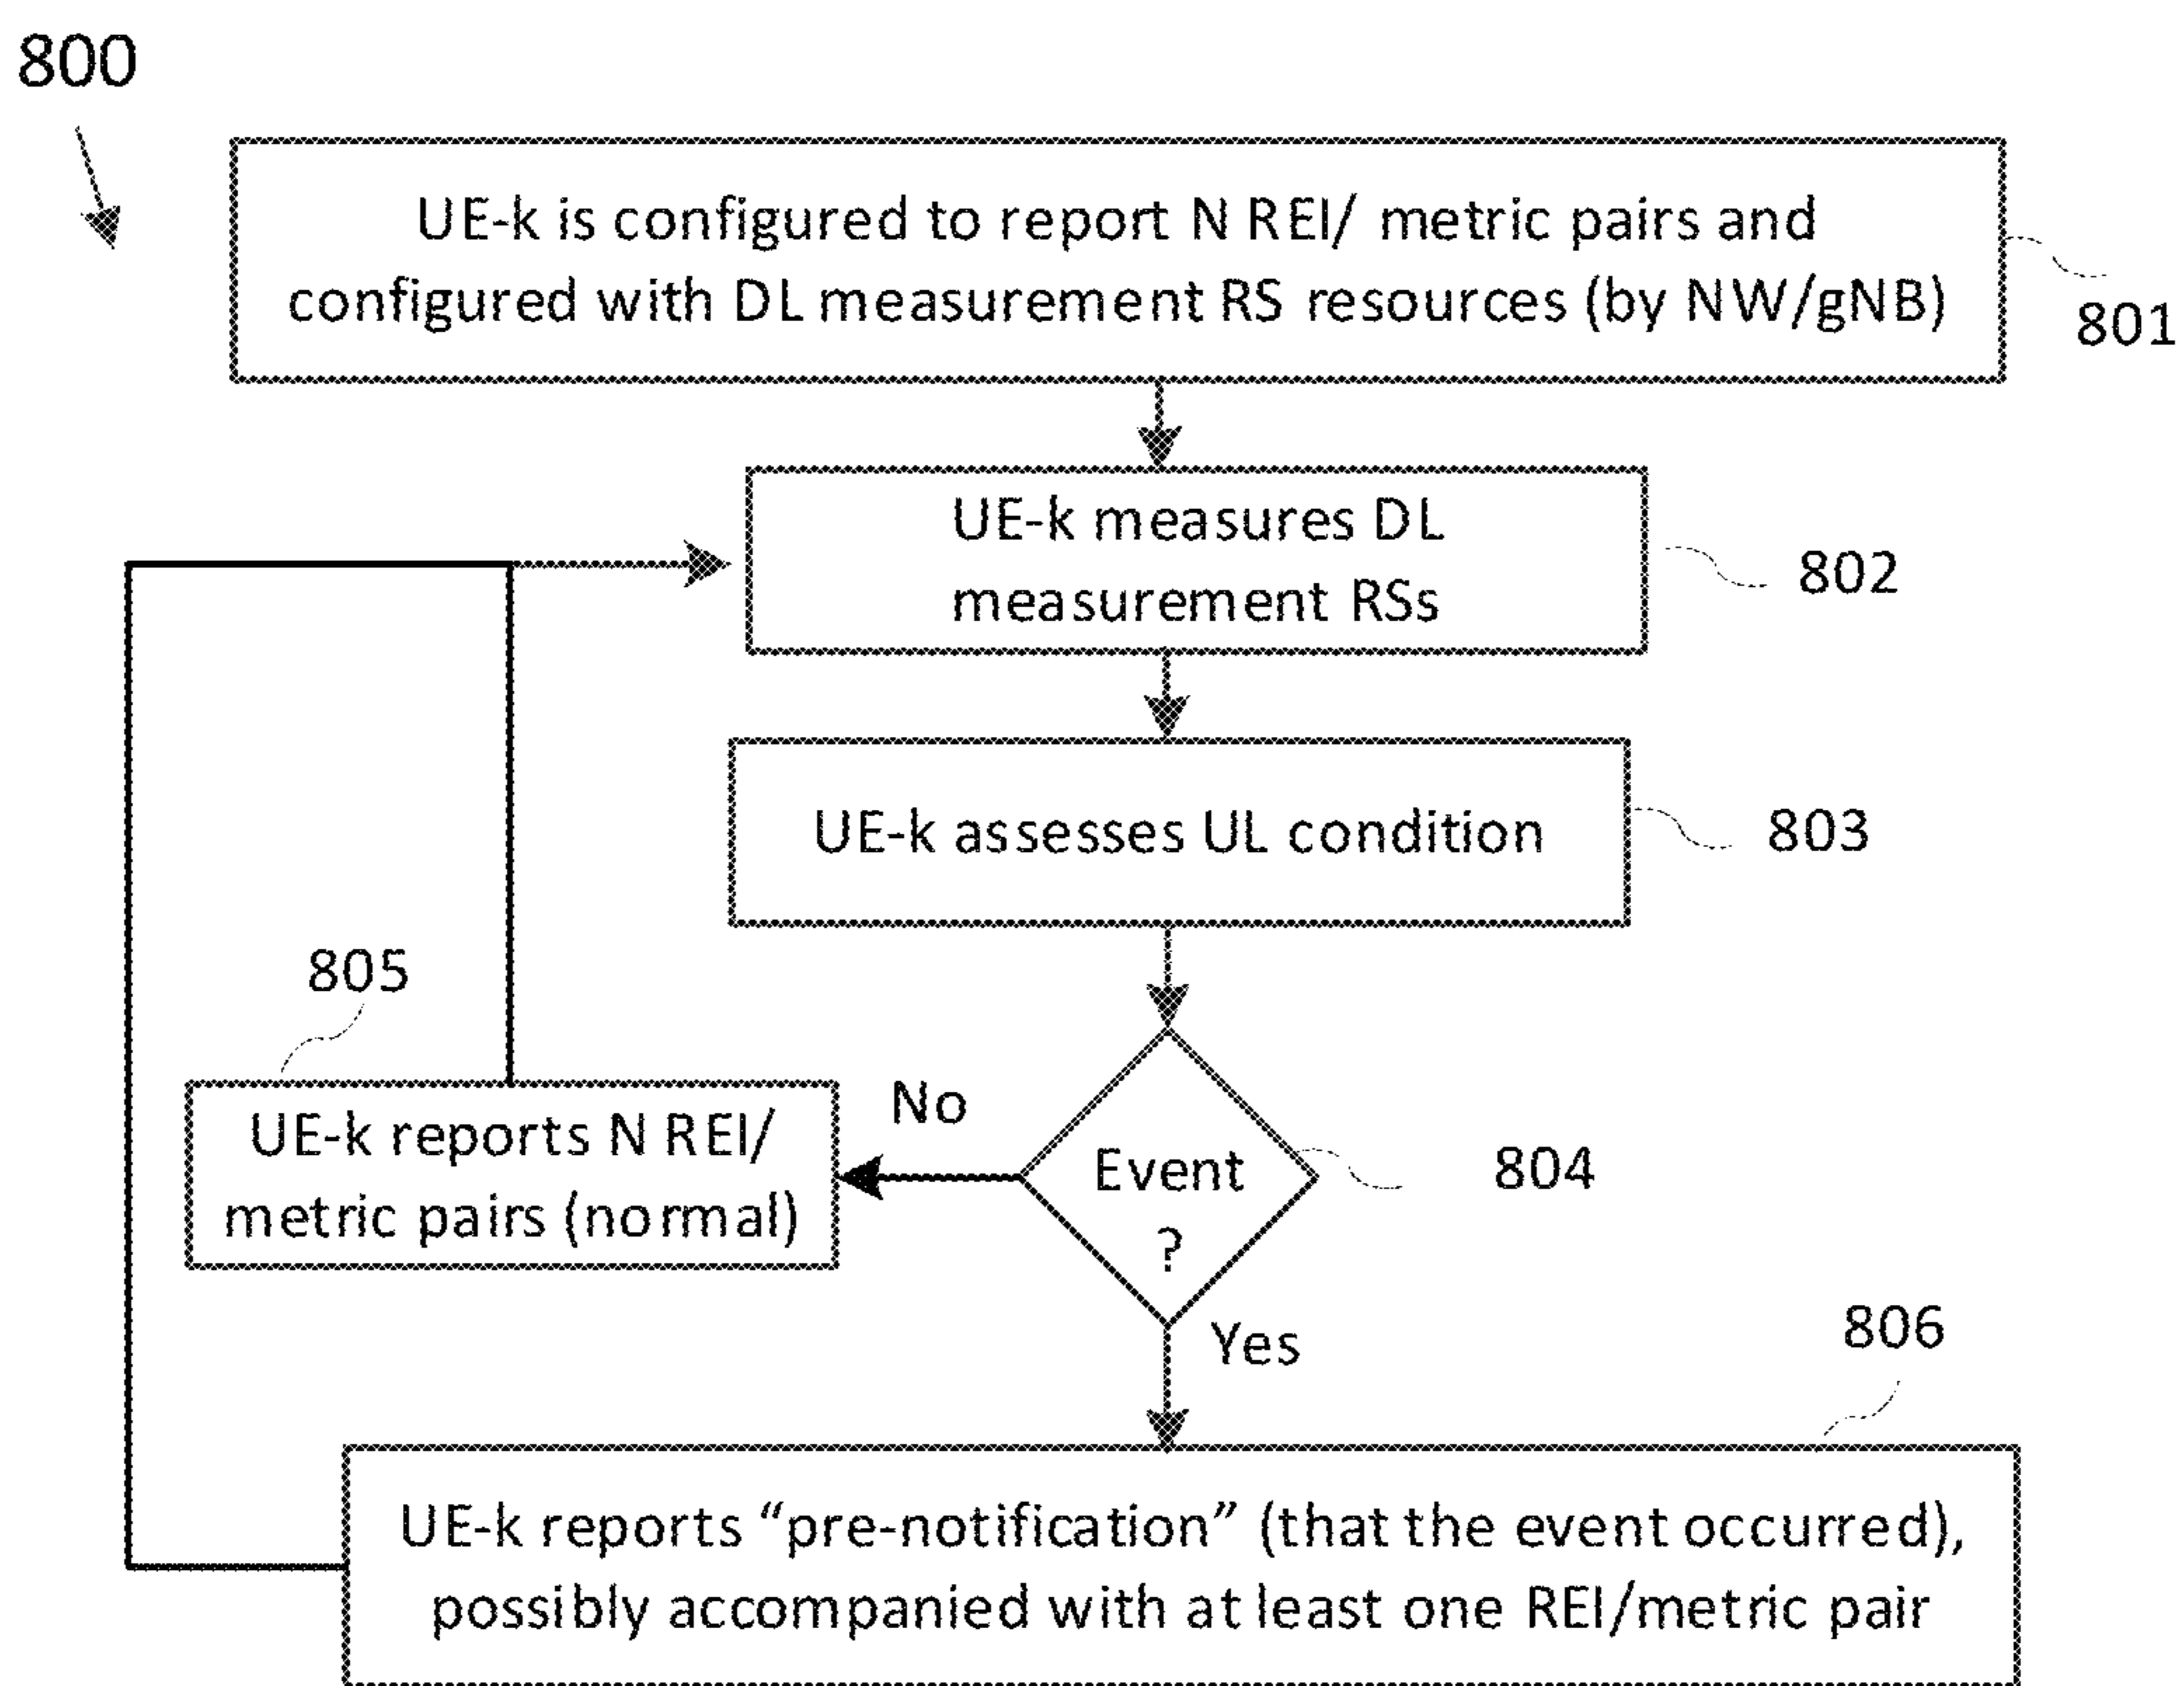 800
UE-k is configured to report N REI/ metric pairs and
configured with DL measurement RS resources (by NW/gNB)
801
UE-k measures DL
measurement RSs
802
UE-k assesses UL condition
803
805
UE-k reports N REI/
metric pairs (normal)
No
Event
?
804
Yes
806
UE-k reports “pre-notification” (that the event occurred),
possibly accompanied with at least one REI/metric pair